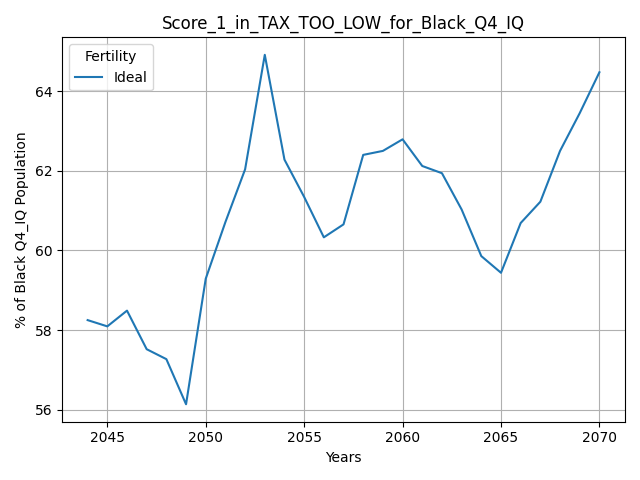 Score_1_in_TAX_TOO_LOW_for_Black_Q4_IQ
Fertility
Ideal
% of Black Q4_IQ Population
64
62
60
58
56
2045 2050 2055 2060 2065 2070
Years